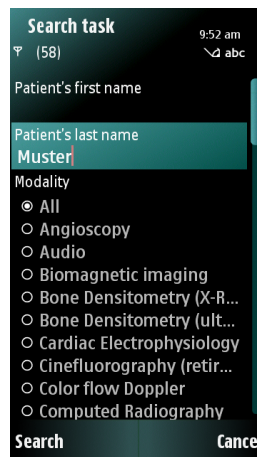 Search task
9:52 am
(58)
abc
Patient's first name
Patient's last name
Muster
Modality
All
Angioscopy
Audio
Biomagnetic imaging
Bone Densitometry (X-R...
Bone Densitometry (ult...
Cardiac Electrophysiology
Cinefluorography (retir...
Color flow Doppler
Computed Radiography
Search
Cance